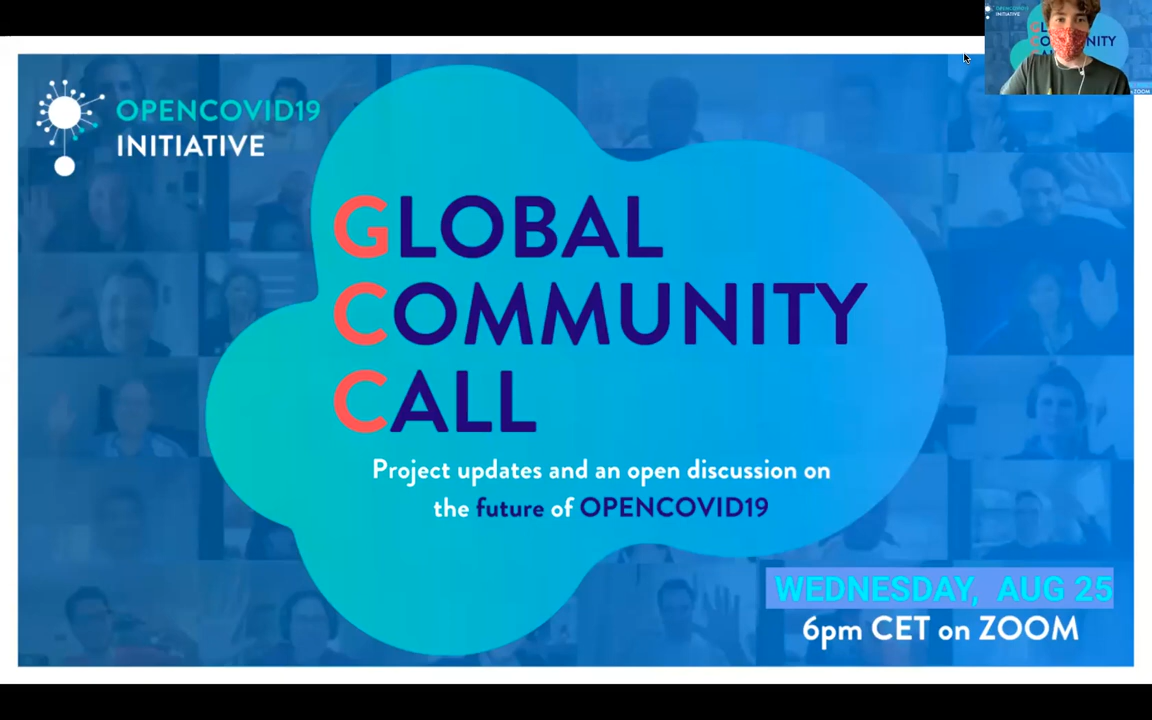 OPENCOVID19
INITIATIVE
GLOBAL
COMMUNITY
CALL
Project updates and an open discussion on
the future of OPENCOVID19
WEDNESDAY, AUG 25
6pm CET on ZOOM